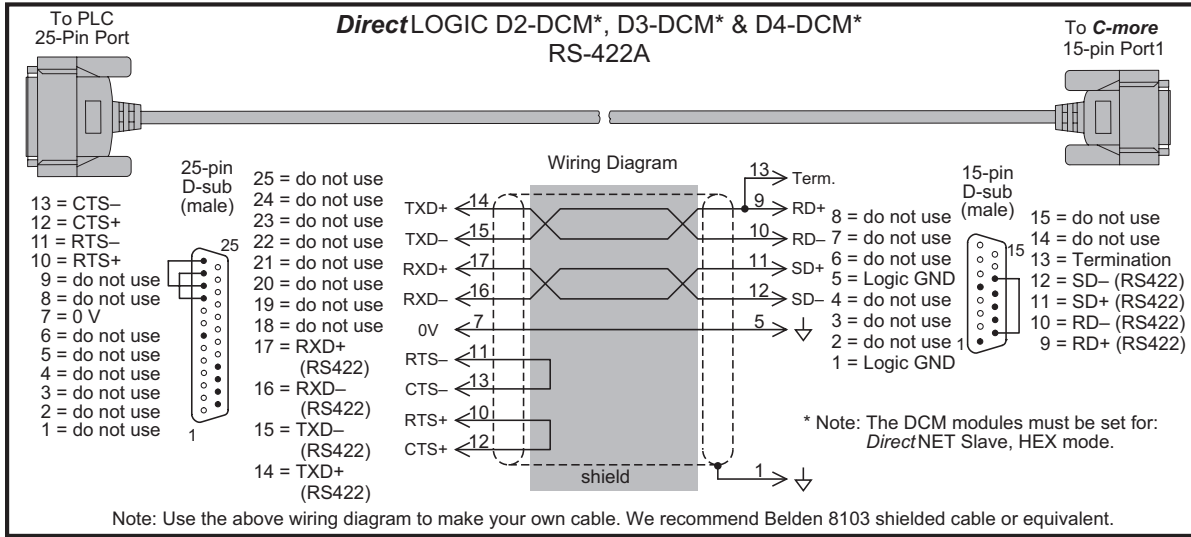 To PLC
25-Pin Port
DirectLOGIC D2-DCM*, D3-DCM* & D4-DCM*
RS-422A
To C-more
15-pin Port1
25-pin
D-sub
(male)
13 = CTS–
12 = CTS+
11 = RTS–
10 = RTS+
9 = do not use
8 = do not use
7 = 0 V
6 = do not use
5 = do not use
4 = do not use
3 = do not use
2 = do not use
1 = do not use
25
1
25 = do not use
24 = do not use
23 = do not use
22 = do not use
21 = do not use
20 = do not use
19 = do not use
18 = do not use
17 = RXD+
(RS422)
16 = RXD–
(RS422)
15 = TXD–
(RS422)
14 = TXD+
(RS422)
Wiring Diagram
13 Term.
TXD+ 14 9 RD+
TXD– 15 10 RD–
RXD+ 17 11 SD+
RXD– 16 12 SD–
0V 7 5
RTS– 11
CTS– 13
RTS+ 10
CTS+ 12
shield 1
15-pin
D-sub
(male)
8 = do not use
7 = do not use
6 = do not use
5 = Logic GND
4 = do not use
3 = do not use
2 = do not use
1 = Logic GND
15
1
15 = do not use
14 = do not use
13 = Termination
12 = SD– (RS422)
11 = SD+ (RS422)
10 = RD– (RS422)
9 = RD+ (RS422)
* Note: The DCM modules must be set for:
DirectNET Slave, HEX mode.
Note: Use the above wiring diagram to make your own cable. We recommend Belden 8103 shielded cable or equivalent.